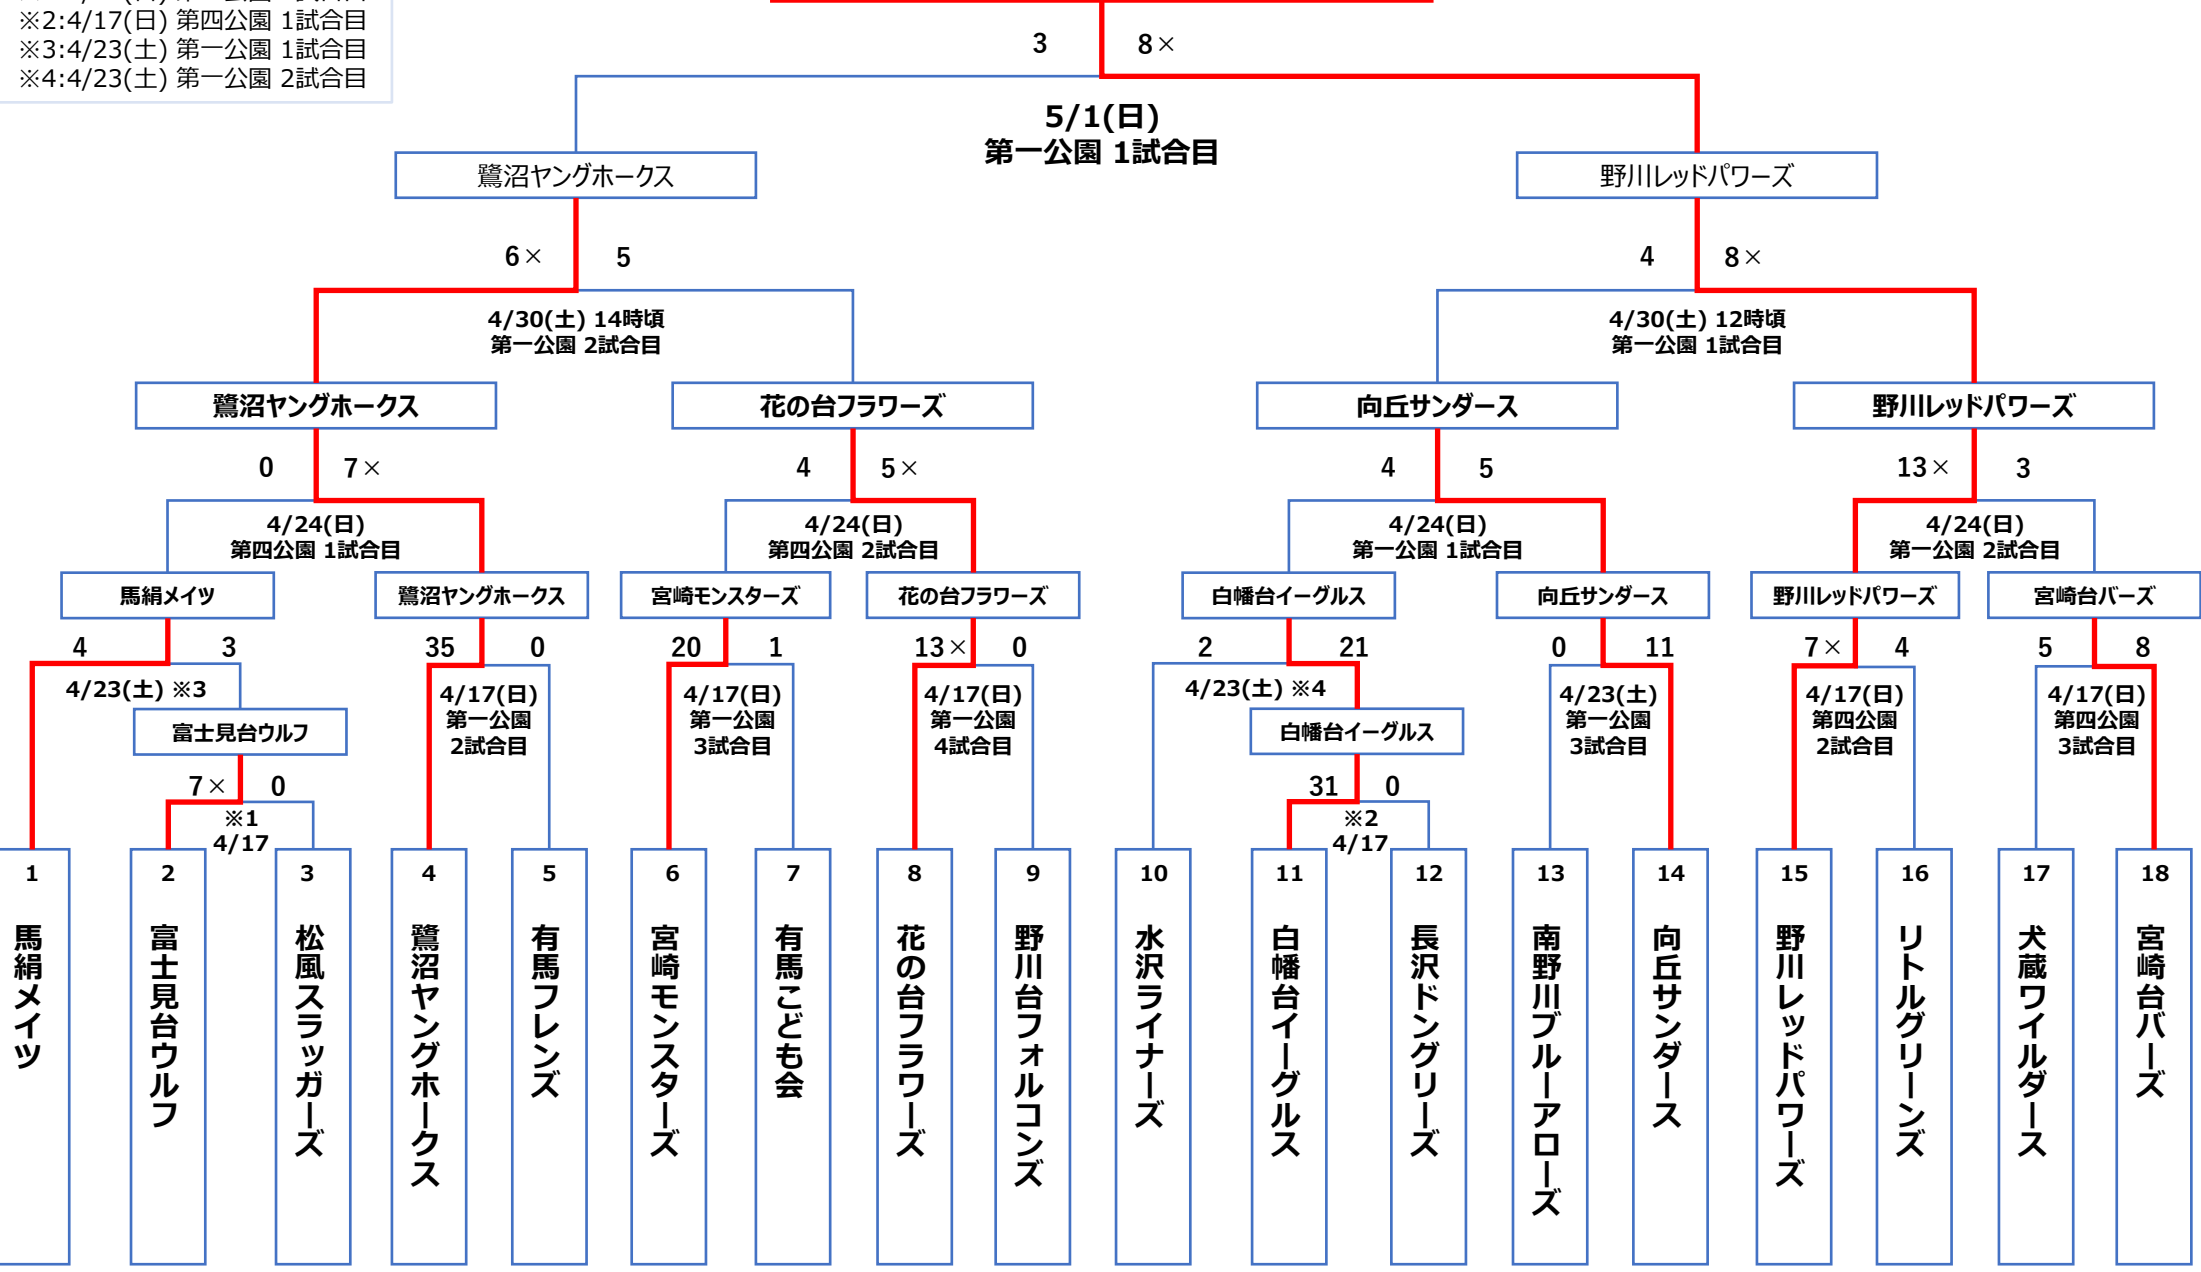 ※2:4/17(日) 第四公園 1試合目
※3:4/23(土) 第一公園 1試合目
※4:4/23(土) 第一公園 2試合目
3 8×
5/1(日)
第一公園 1試合目
鷺沼ヤングホークス
野川レッドパワーズ
6× 5
4 8×
4/30(土) 14時頃
第一公園 2試合目
4/30(土) 12時頃
第一公園 1試合目
鷺沼ヤングホークス
花の台フラワーズ
向丘サンダース
野川レッドパワーズ
0 7×
4 5×
4 5
13× 3
4/24(日)
第四公園 1試合目
4/24(日)
第四公園 2試合目
4/24(日)
第一公園 1試合目
4/24(日)
第一公園 2試合目
馬絹メイツ
鷺沼ヤングホークス
宮崎モンスターズ
花の台フラワーズ
白幡台イーグルス
向丘サンダース
野川レッドパワーズ
宮崎台バーズ
4 3
35 0
20 1
13× 0
2 21
0 11
7× 4
5 8
4/23(土) ※3
4/17(日)
第一公園
2試合目
4/17(日)
第一公園
3試合目
4/17(日)
第一公園
4試合目
4/23(土) ※4
4/23(土)
第一公園
3試合目
4/17(日)
第四公園
2試合目
4/17(日)
第四公園
3試合目
富士見台ウルフ
白幡台イーグルス
7× 0
※1
4/17
31 0
※2
4/17
1
馬絹メイツ
2
富士見台ウルフ
3
松風スラッガーズ
4
鷺沼ヤングホークス
5
有馬フレンズ
6
宮崎モンスターズ
7
有馬こども会
8
花の台フラワーズ
9
野川台フォルコンズ
10
水沢ライナーズ
11
白幡台イーグルス
12
長沢ドングリーズ
13
南野川ブルーアローズ
14
向丘サンダース
15
野川レッドパワーズ
16
リトルグリーンズ
17
犬蔵ワイルダース
18
宮崎台バーズ